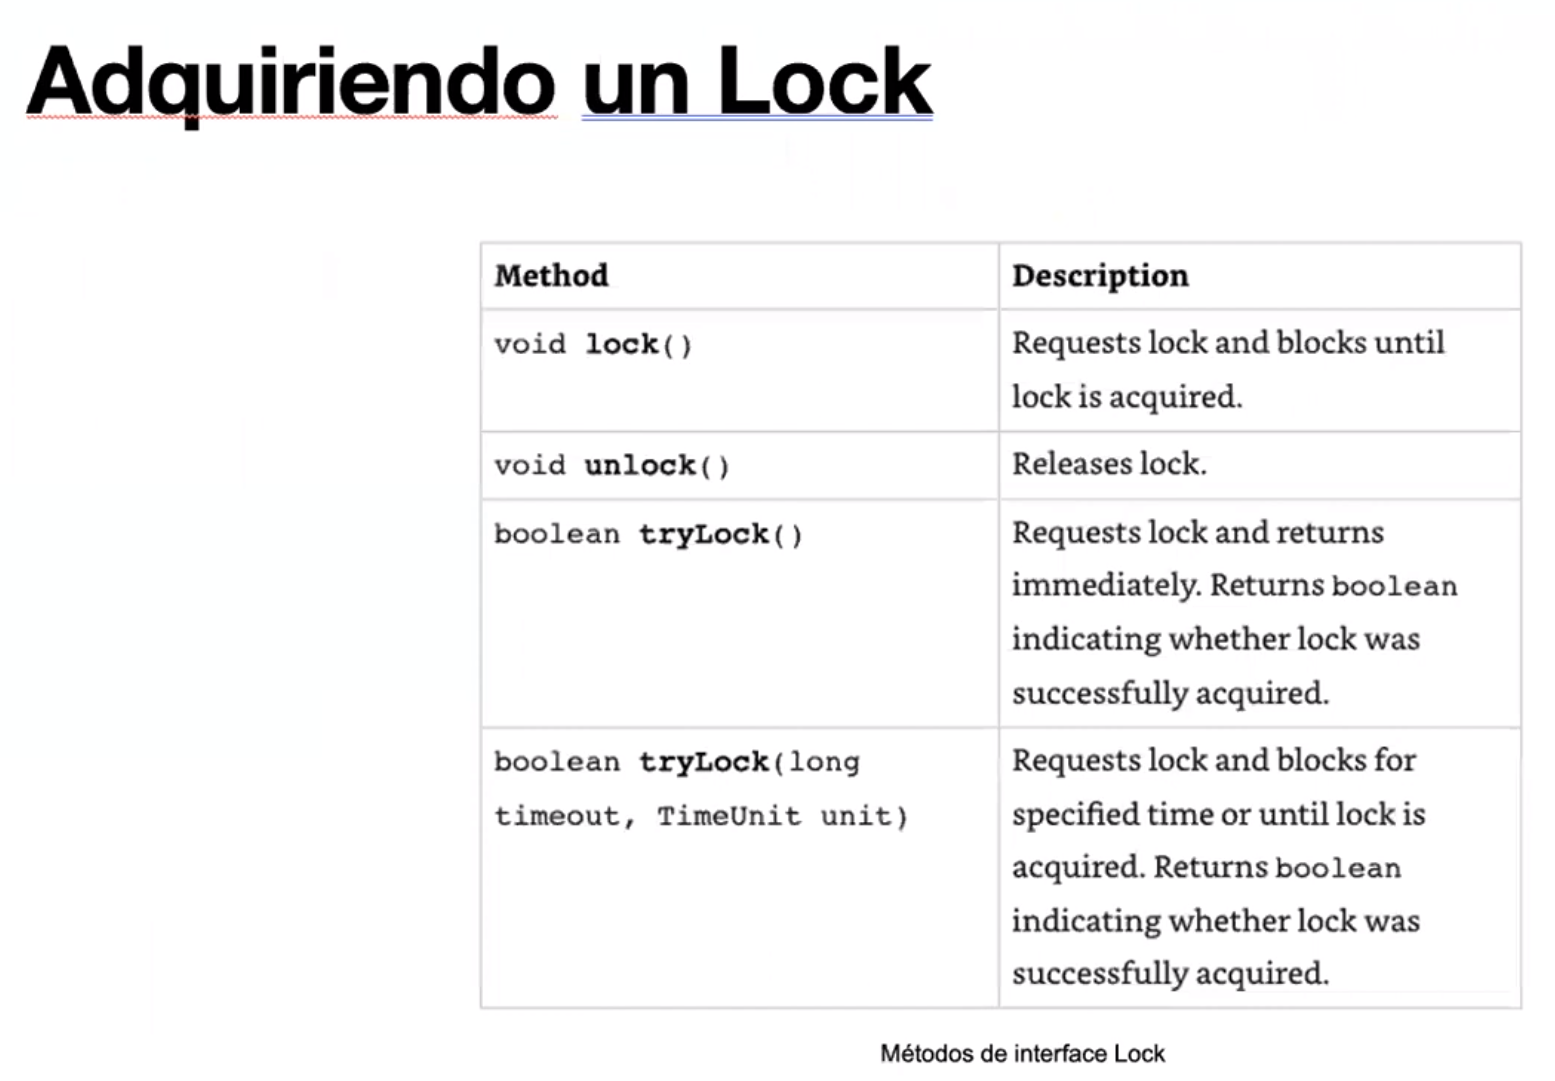 Adquiriendo un Lock
Method
Description
void lock()
Requests lock and blocks until
lock is acquired.
void unlock()
Releases lock.
boolean tryLock()
Requests lock and returns
immediately. Returns boolean
indicating whether lock was
successfully acquired.
boolean tryLock(long
timeout, TimeUnit unit)
Requests lock and blocks for
specified time or until lock is
acquired. Returns boolean
indicating whether lock was
successfully acquired.
Métodos de interface Lock